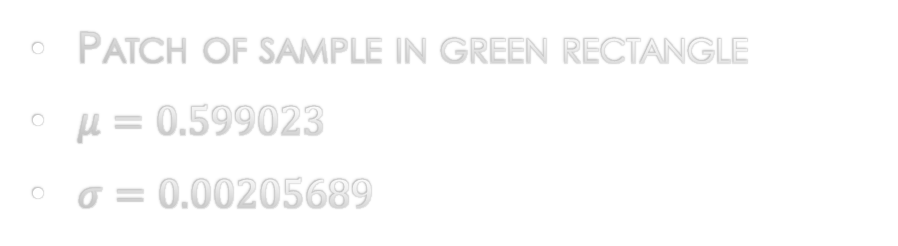 ◦ PATCH OF SAMPLE IN GREEN RECTANGLE
◦ μ = 0.599023
◦ σ = 0.00205689